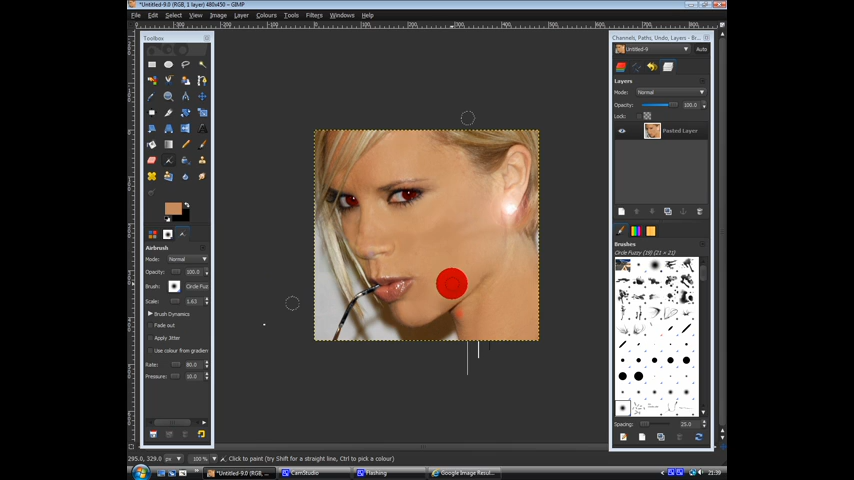 *Untitled-9.0 (RGB, 1 layer) 480x450 – GIMP
File Edit Select View Image Layer Colours Tools Filters Windows Help
Toolbox
Airbrush
Mode: Normal
Opacity: 100.0
Brush: Circle Fuz
Scale: 1.63
Brush Dynamics
Fade out
Apply Jitter
Use colour from gradien
Rate: 80.0
Pressure: 10.0
Channels, Paths, Undo, Layers - Br...
Untitled-9 Auto
Layers
Mode: Normal
Opacity: 100.0
Lock:
Pasted Layer
Brushes
Circle Fuzzy (19) (21 × 21)
Spacing: 25.0
295.0, 329.0 px 100 % Click to paint (try Shift for a straight line, Ctrl to pick a colour)
*Untitled-9.0 (RGB, ... CamStudio Flashing Google Image Resul... 21:39